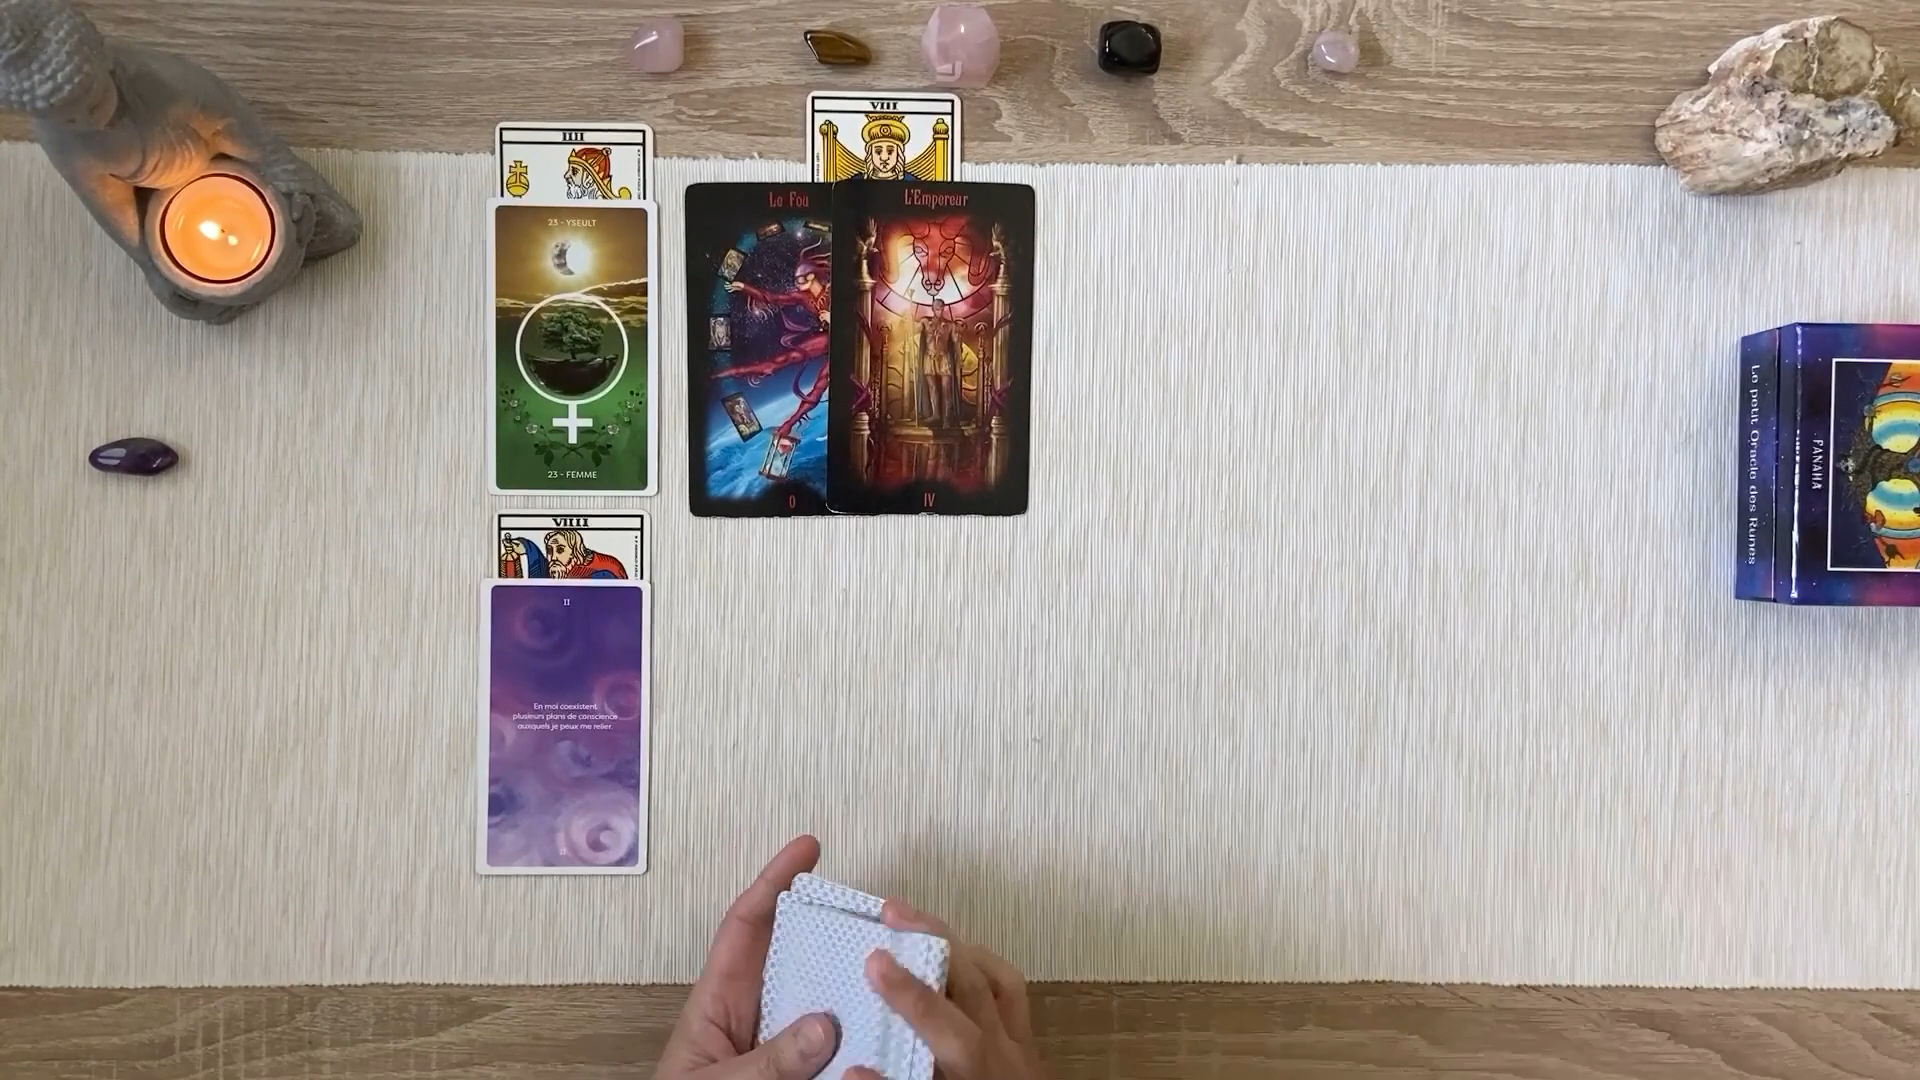 IIII
23 - YSEULT
23 - FEMME
VIII
Le Fou
0
L'Empereur
IV
VIIII
II
En moi coexistent
plusieurs plans de conscience
auxquels je peux me relier.
II
Le petit Oracle des Runes
FANAHA